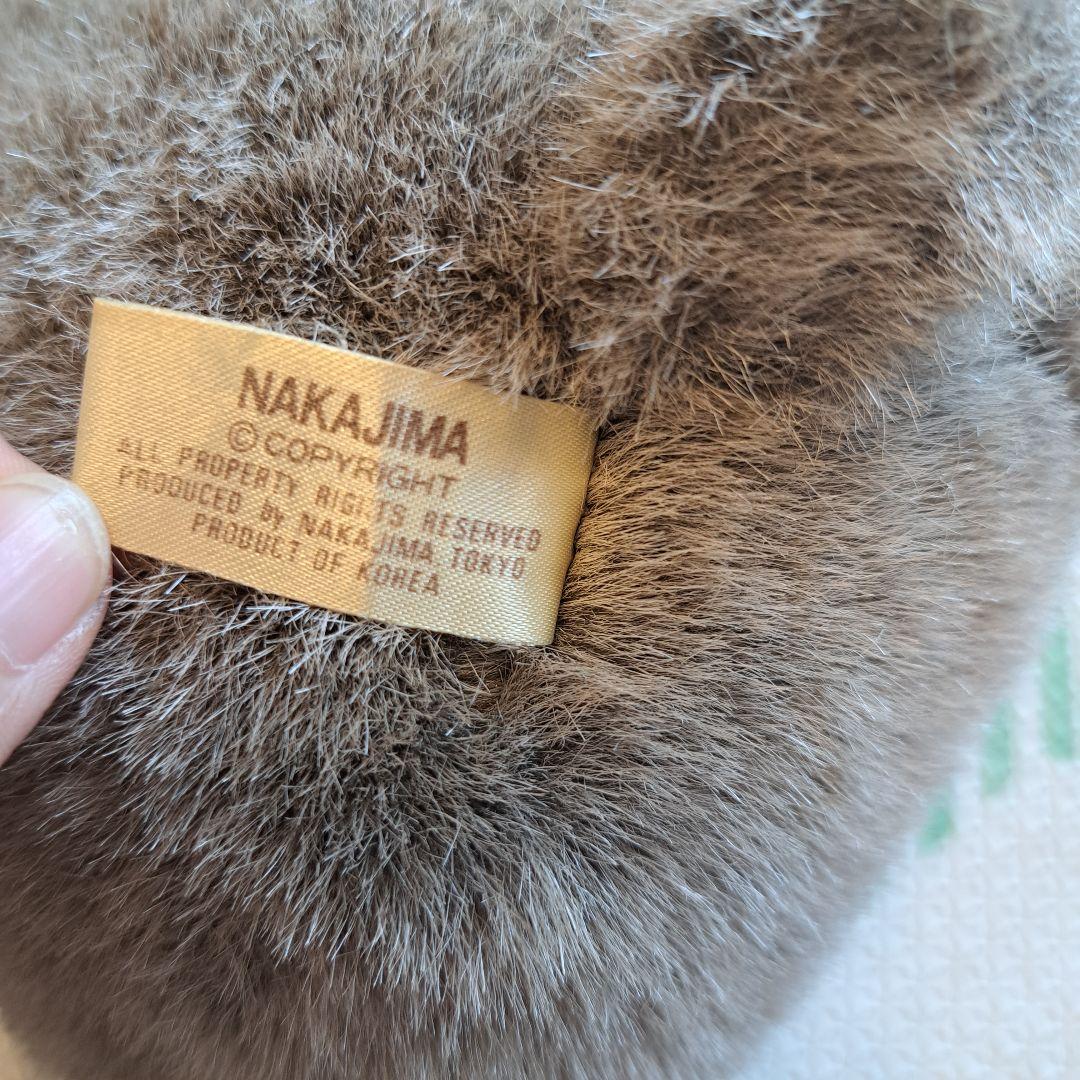 NAKAJIMA
©COPYRIGHT
ALL PROPERTY RIGHTS RESERVED
PRODUCED by NAKAJIMA, TOKYO
PRODUCT OF KOREA